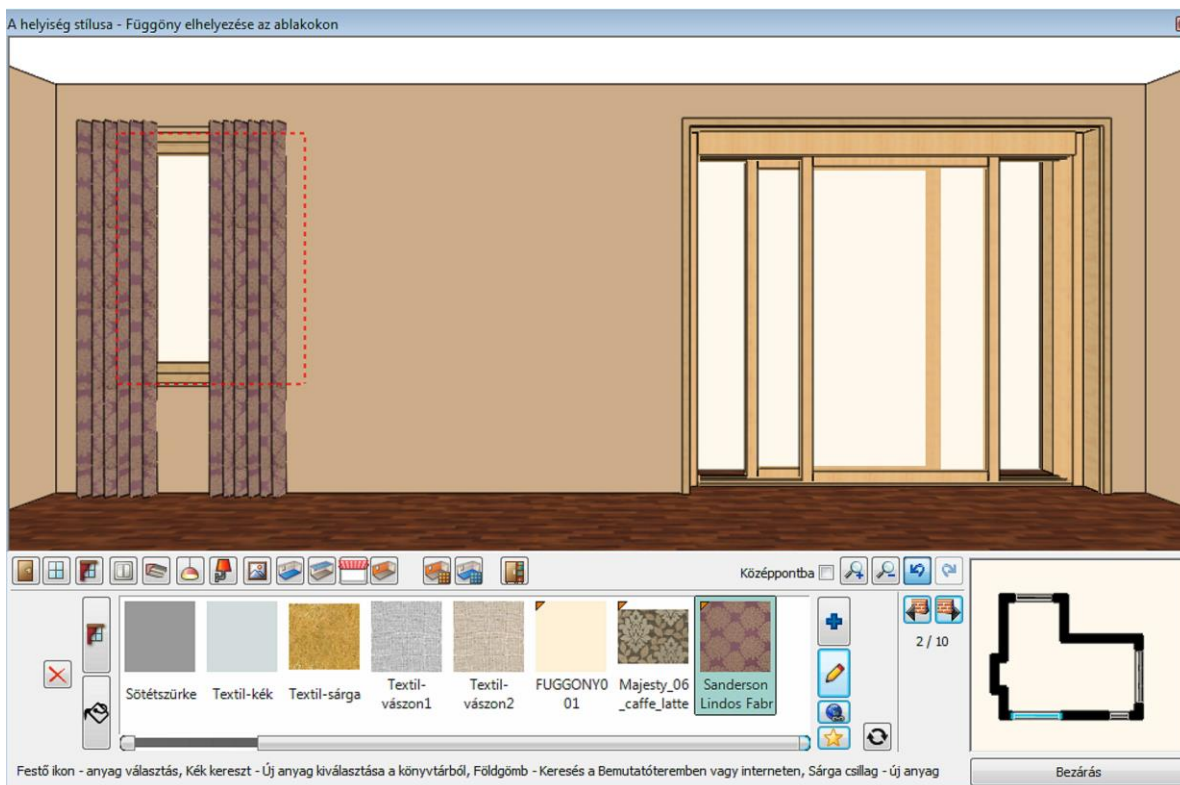 A helyiség stílusa - Függöny elhelyezése az ablakokon
Középpontba
2 / 10
Sötétszürke
Textil-kék
Textil-sárga
Textil-
vászon1
Textil-
vászon2
FUGGONY0
01
Majesty_06
_caffe_latte
Sanderson
Lindos Fabr
Festő ikon - anyag választás, Kék kereszt - Új anyag kiválasztása a könyvtárból, Földgömb - Keresés a Bemutatóteremben vagy interneten, Sárga csillag - új anyag
Bezárás